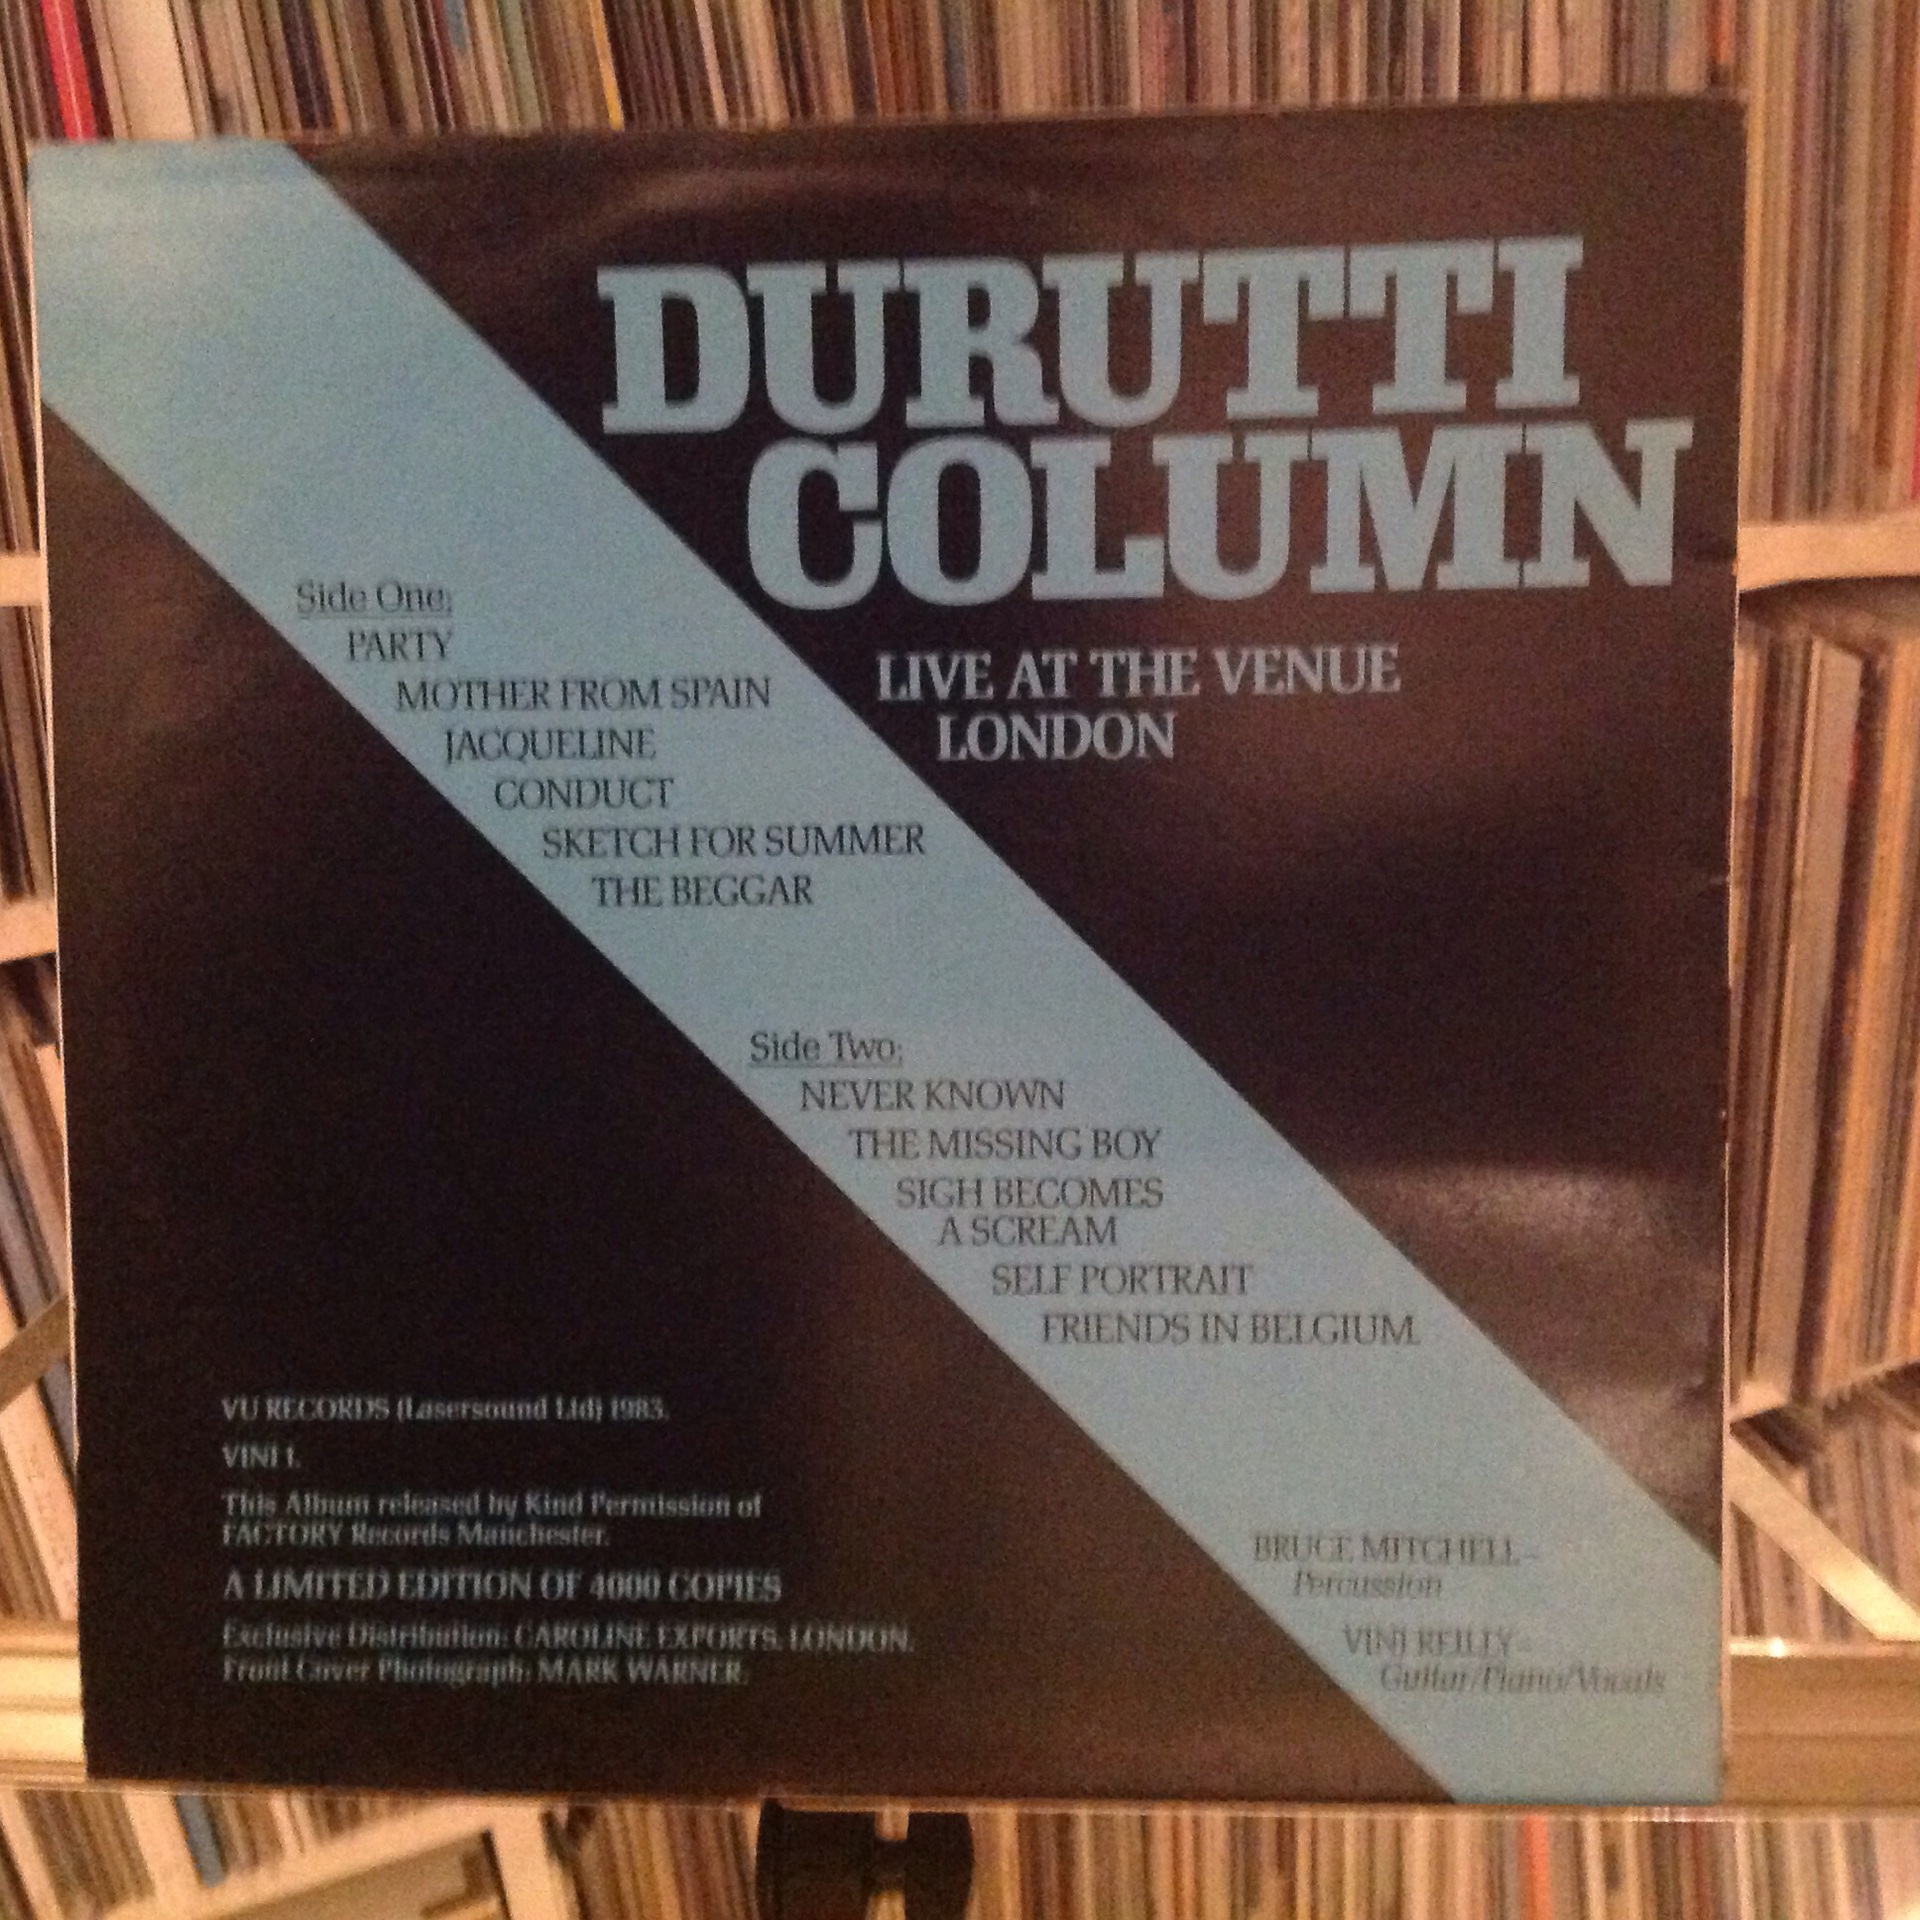 DURUTTI
COLUMN
LIVE AT THE VENUE
LONDON
Side One;
PARTY
MOTHER FROM SPAIN
JACQUELINE
CONDUCT
SKETCH FOR SUMMER
THE BEGGAR
Side Two;
NEVER KNOWN
THE MISSING BOY
SIGH BECOMES
A SCREAM
SELF PORTRAIT
FRIENDS IN BELGIUM.
VU RECORDS (Lasersound Ltd) 1983.
VINI 1.
This Album released by Kind Permission of
FACTORY Records Manchester.
A LIMITED EDITION OF 4000 COPIES
Exclusive Distribution: CAROLINE EXPORTS. LONDON.
Front Cover Photograph: MARK WARNER.
BRUCE MITCHELL –
Percussion
VINI REILLY –
Guitar/Piano/Vocals